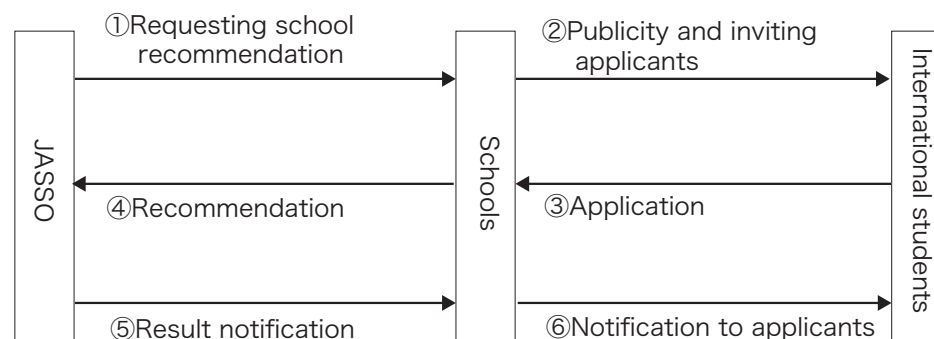 ①Requesting school
recommendation
②Publicity and inviting
applicants
JASSO
Schools
International students
④Recommendation
③Application
⑤Result notification
⑥Notification to applicants